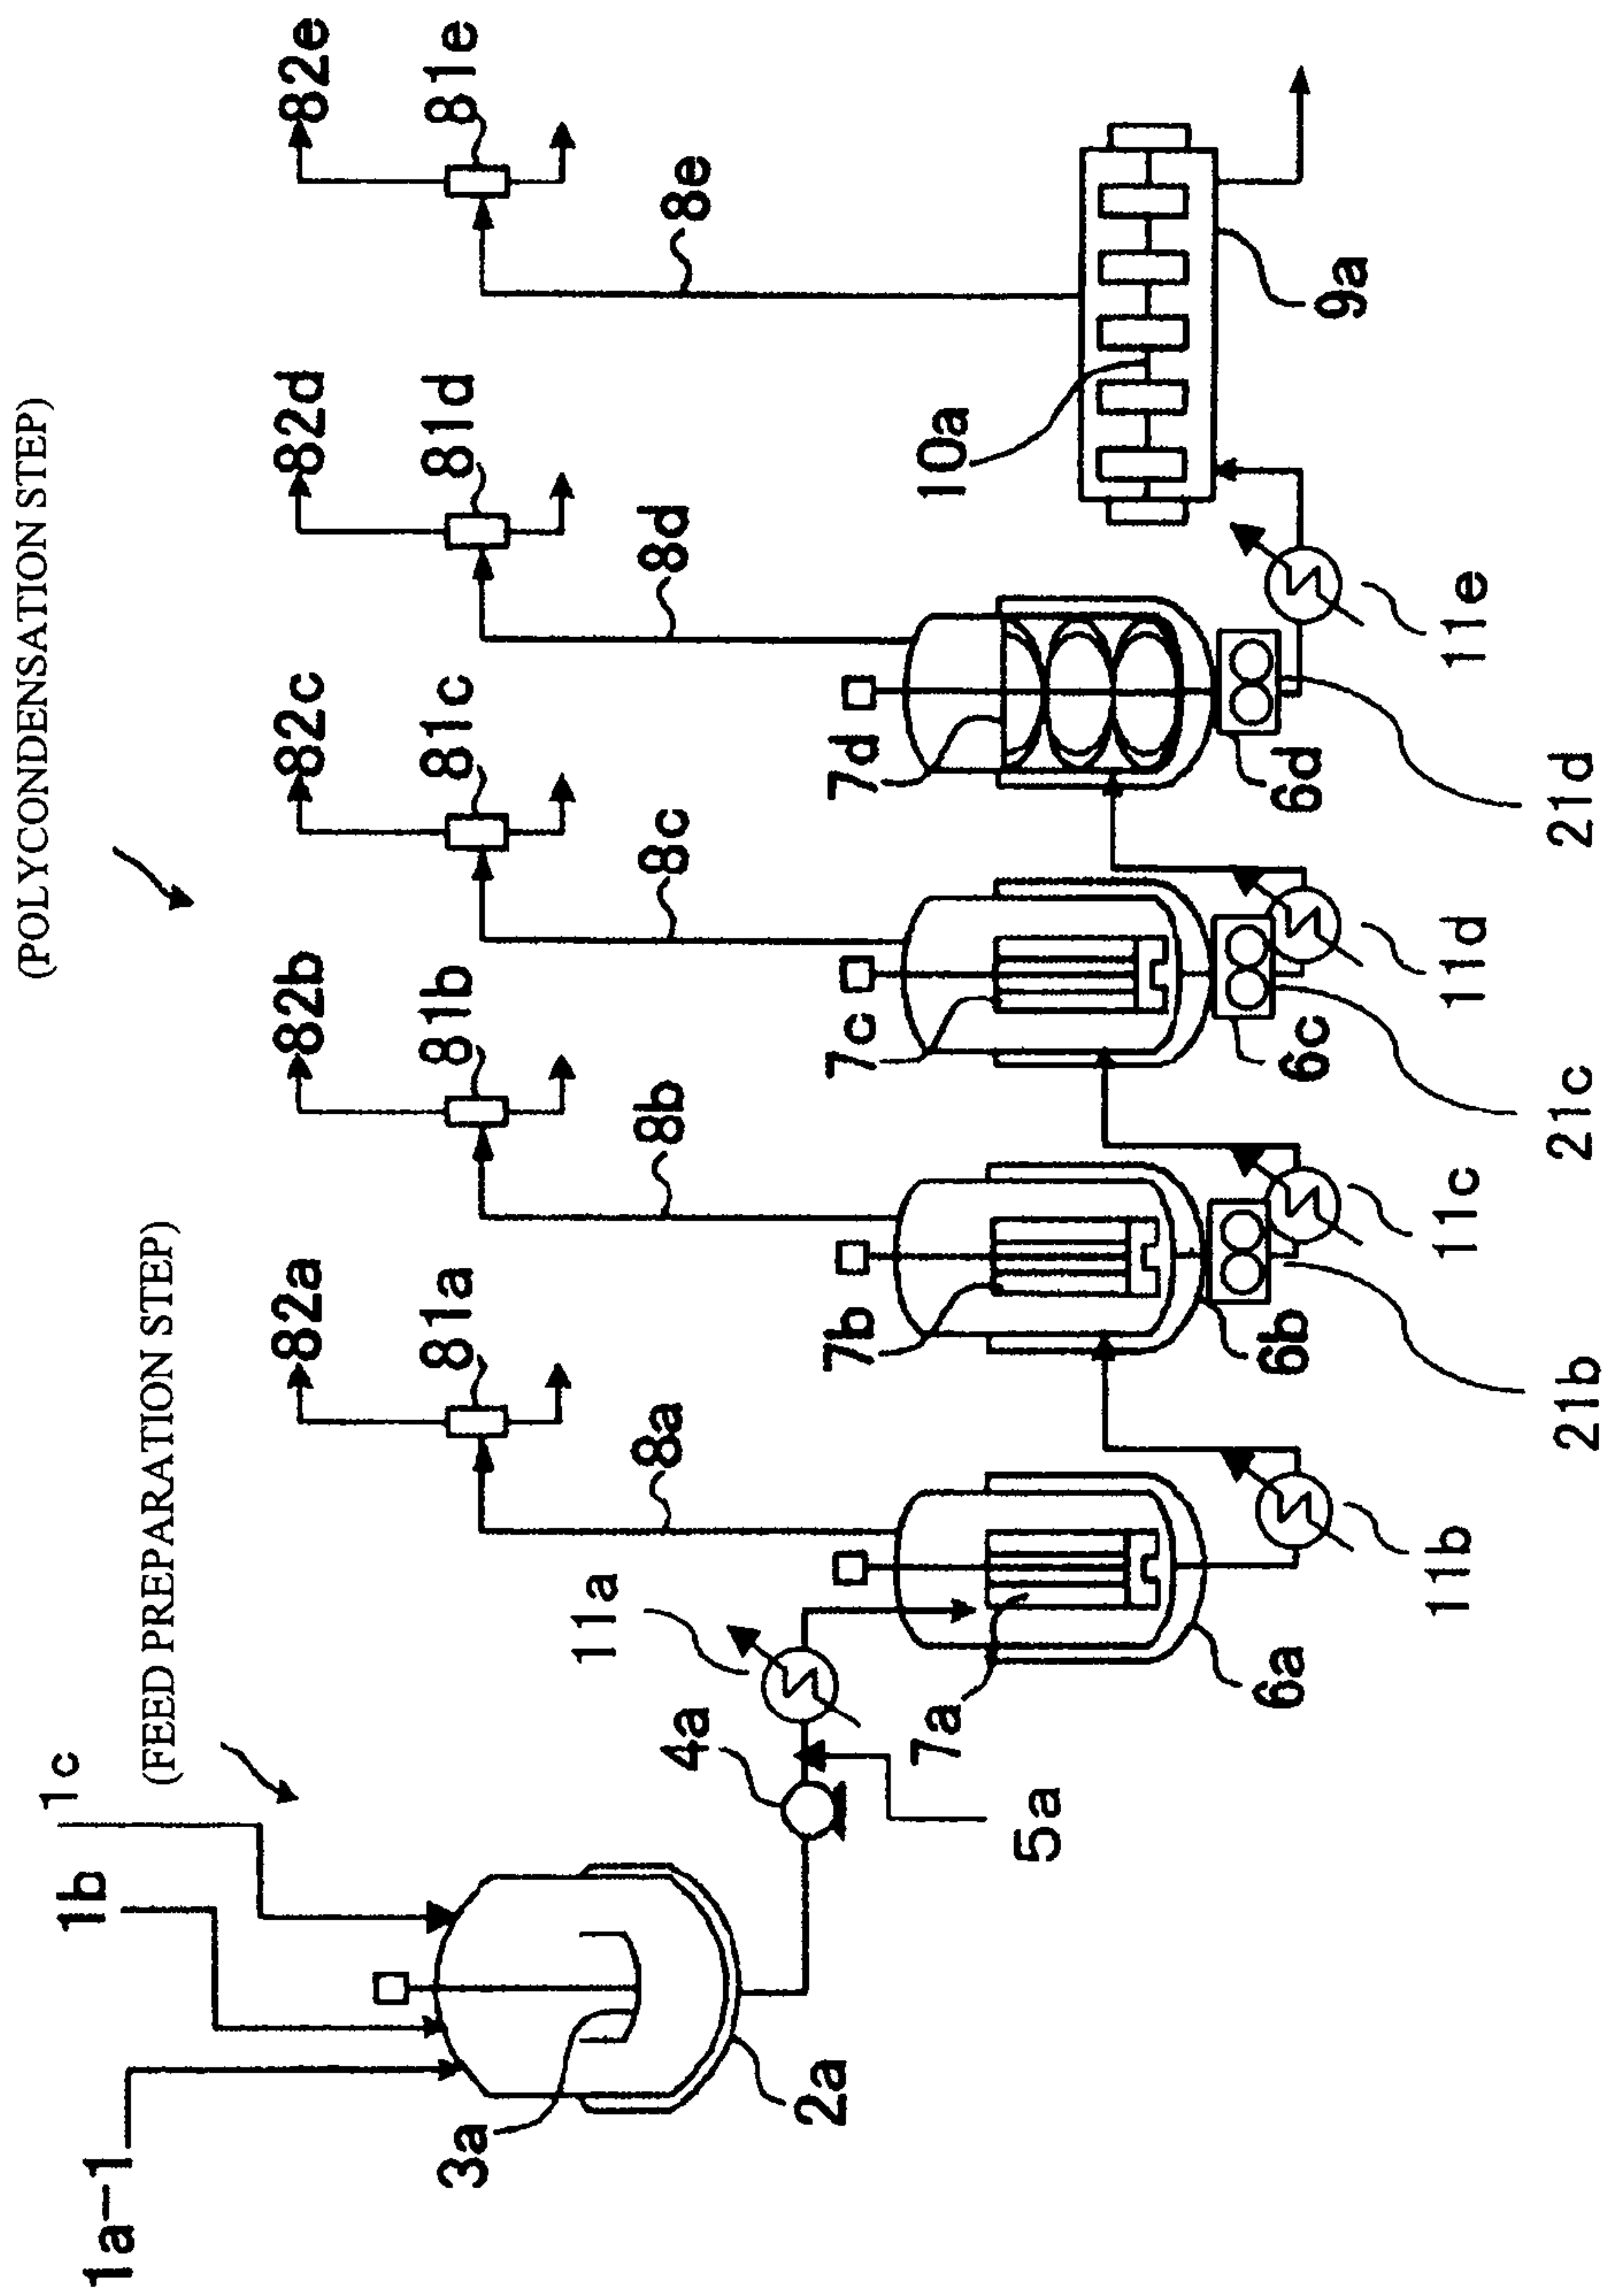 (FEED PREPARATION STEP)
(POLYCONDENSATION STEP)
1a-1
1b
1c
82a
82b
82c
82d
82e
81a
81b
81c
81d
81e
3a
2a
4a
5a
11a
8a
8b
8c
8d
8e
7a
7b
7c
7d
10a
6a
6b
6c
6d
9a
11b
11c
11d
11e
21b
21c
21d